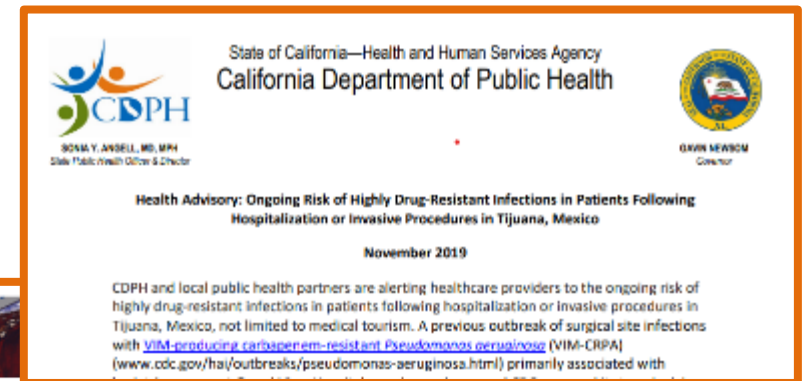 State of California—Health and Human Services Agency
California Department of Public Health
CDPH
SONIA Y. ANGELL, MD, MPH
State Public Health Officer & Director
GAVIN NEWSOM
Governor
Health Advisory: Ongoing Risk of Highly Drug-Resistant Infections in Patients Following
Hospitalization or Invasive Procedures in Tijuana, Mexico
November 2019
CDPH and local public health partners are alerting healthcare providers to the ongoing risk of
highly drug-resistant infections in patients following hospitalization or invasive procedures in
Tijuana, Mexico, not limited to medical tourism. A previous outbreak of surgical site infections
with VIM-producing carbapenem-resistant Pseudomonas aeruginosa (VIM-CRPA)
(www.cdc.gov/hai/outbreaks/pseudomonas-aeruginosa.html) primarily associated with